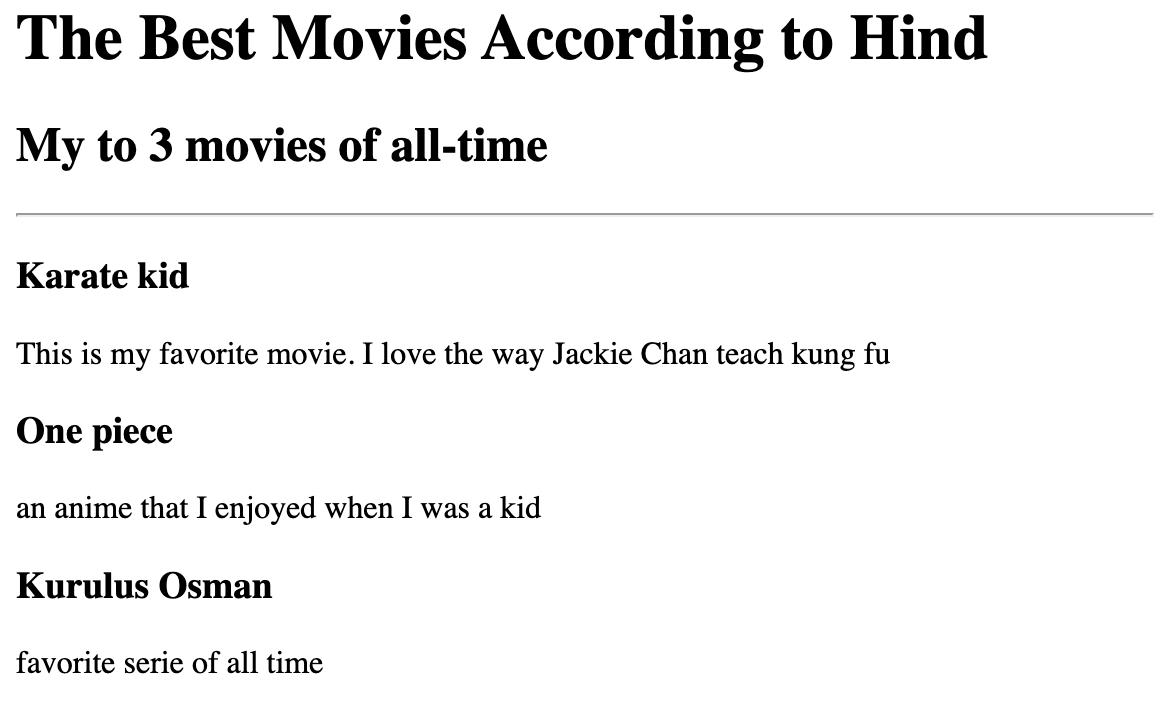 The Best Movies According to Hind
My to 3 movies of all-time
Karate kid
This is my favorite movie. I love the way Jackie Chan teach kung fu
One piece
an anime that I enjoyed when I was a kid
Kurulus Osman
favorite serie of all time